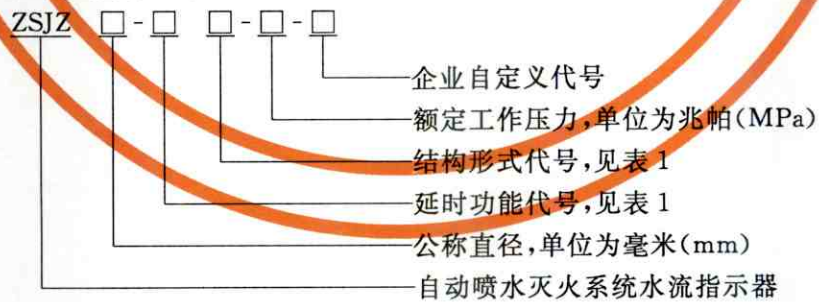 ZSJZ □-□ □-□-□
企业自定义代号
额定工作压力,单位为兆帕(MPa)
结构形式代号,见表1
延时功能代号,见表1
公称直径,单位为毫米(mm)
自动喷水灭火系统水流指示器